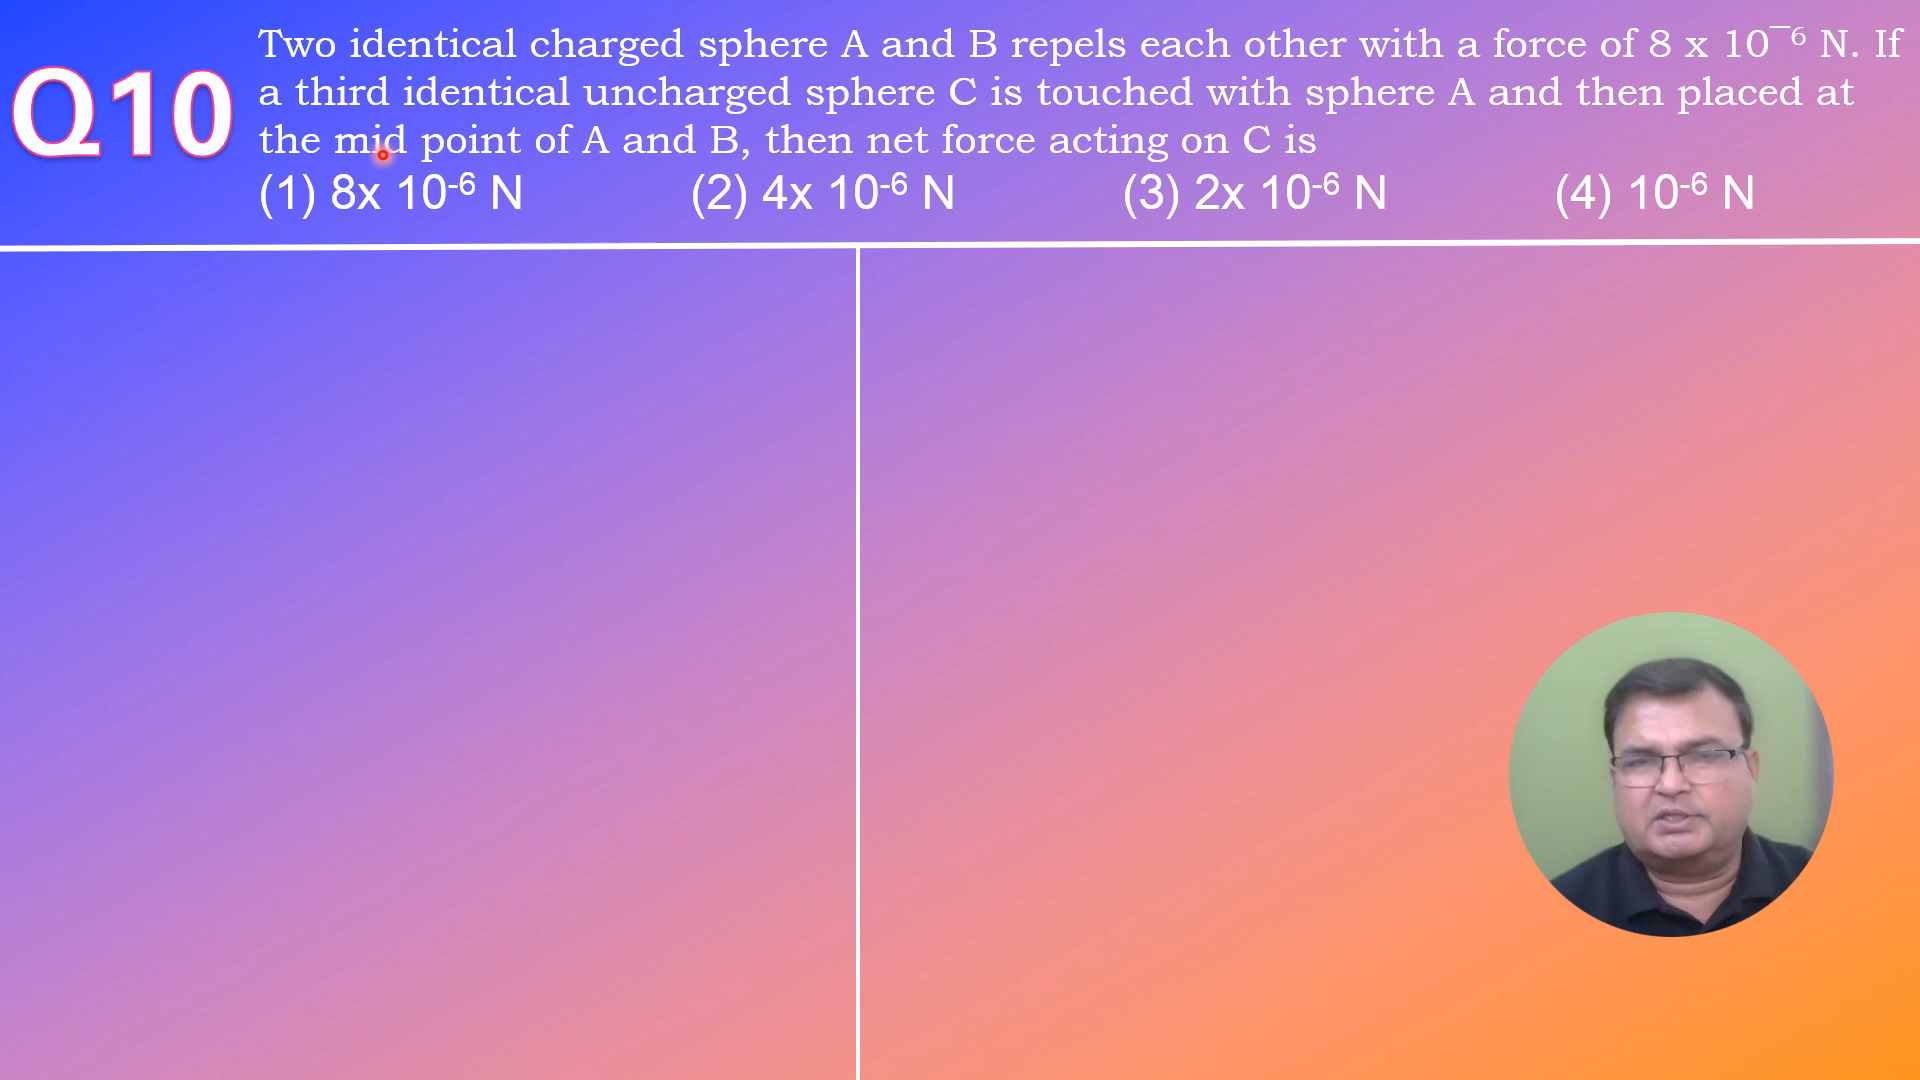 Q10
Two identical charged sphere A and B repels each other with a force of 8 x 10¯⁶ N. If
a third identical uncharged sphere C is touched with sphere A and then placed at
the mid point of A and B, then net force acting on C is
(1) 8x 10⁻⁶ N (2) 4x 10⁻⁶ N (3) 2x 10⁻⁶ N (4) 10⁻⁶ N